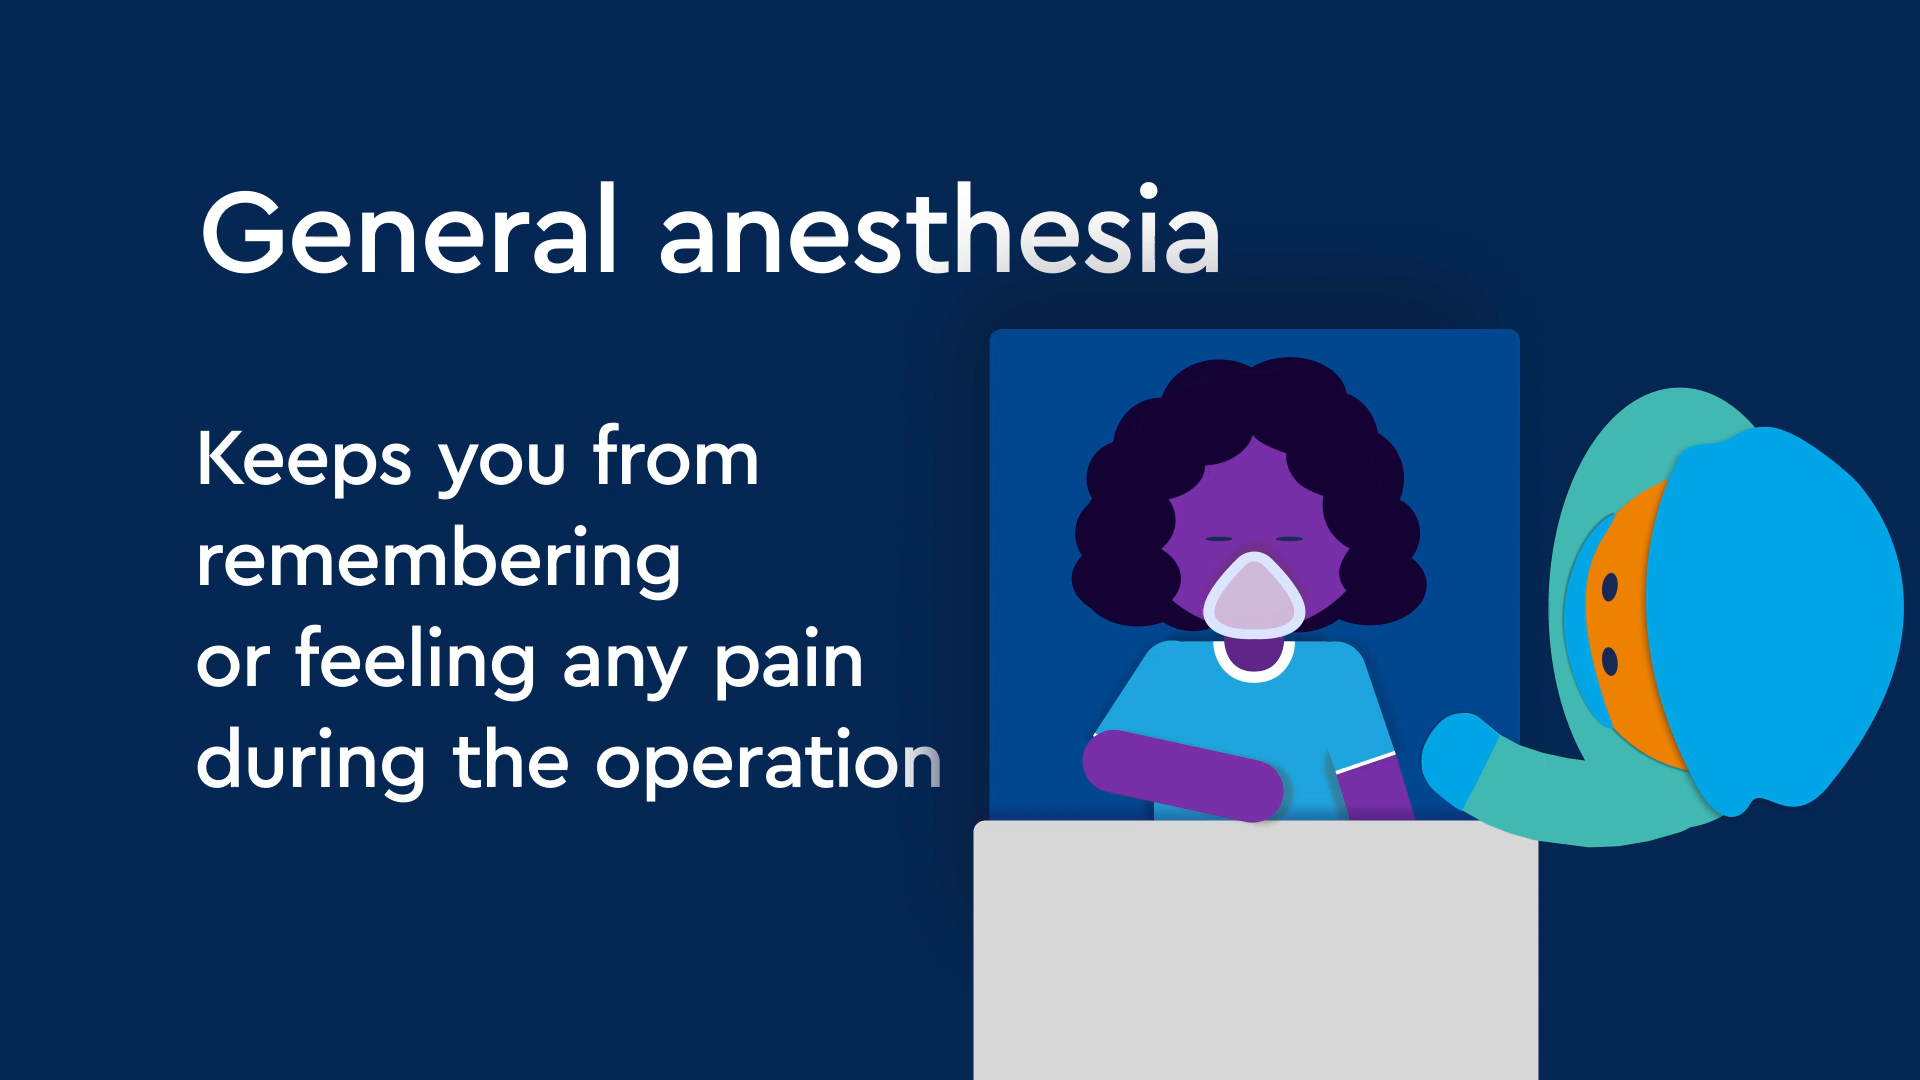 General anesthesia
Keeps you from
remembering
or feeling any pain
during the operation